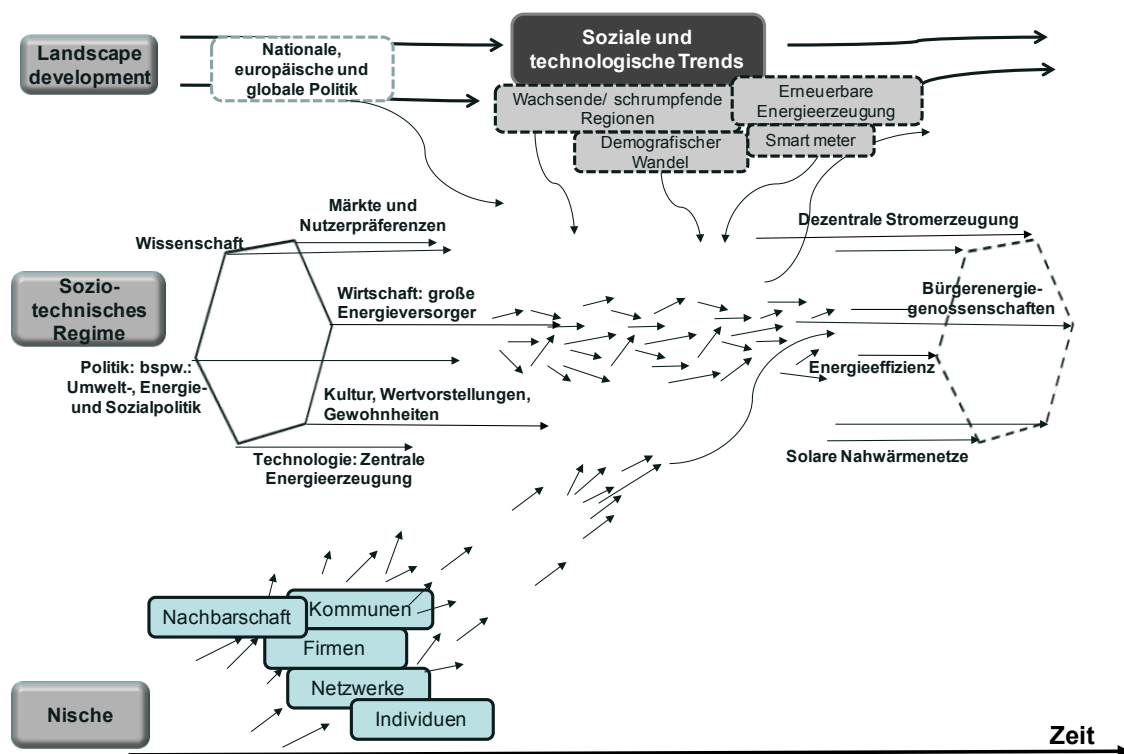 Landscape
development
Nationale,
europäische und
globale Politik
Soziale und
technologische Trends
Wachsende/ schrumpfende
Regionen
Erneuerbare
Energieerzeugung
Demografischer
Wandel
Smart meter
Sozio-
technisches
Regime
Märkte und
Nutzerpräferenzen
Wissenschaft
Wirtschaft: große
Energieversorger
Politik: bspw.:
Umwelt-, Energie-
und Sozialpolitik
Kultur, Wertvorstellungen,
Gewohnheiten
Technologie: Zentrale
Energieerzeugung
Dezentrale Stromerzeugung
Bürgerenergie-
genossenschaften
Energieeffizienz
Solare Nahwärmenetze
Nische
Nachbarschaft
Kommunen
Firmen
Netzwerke
Individuen
Zeit